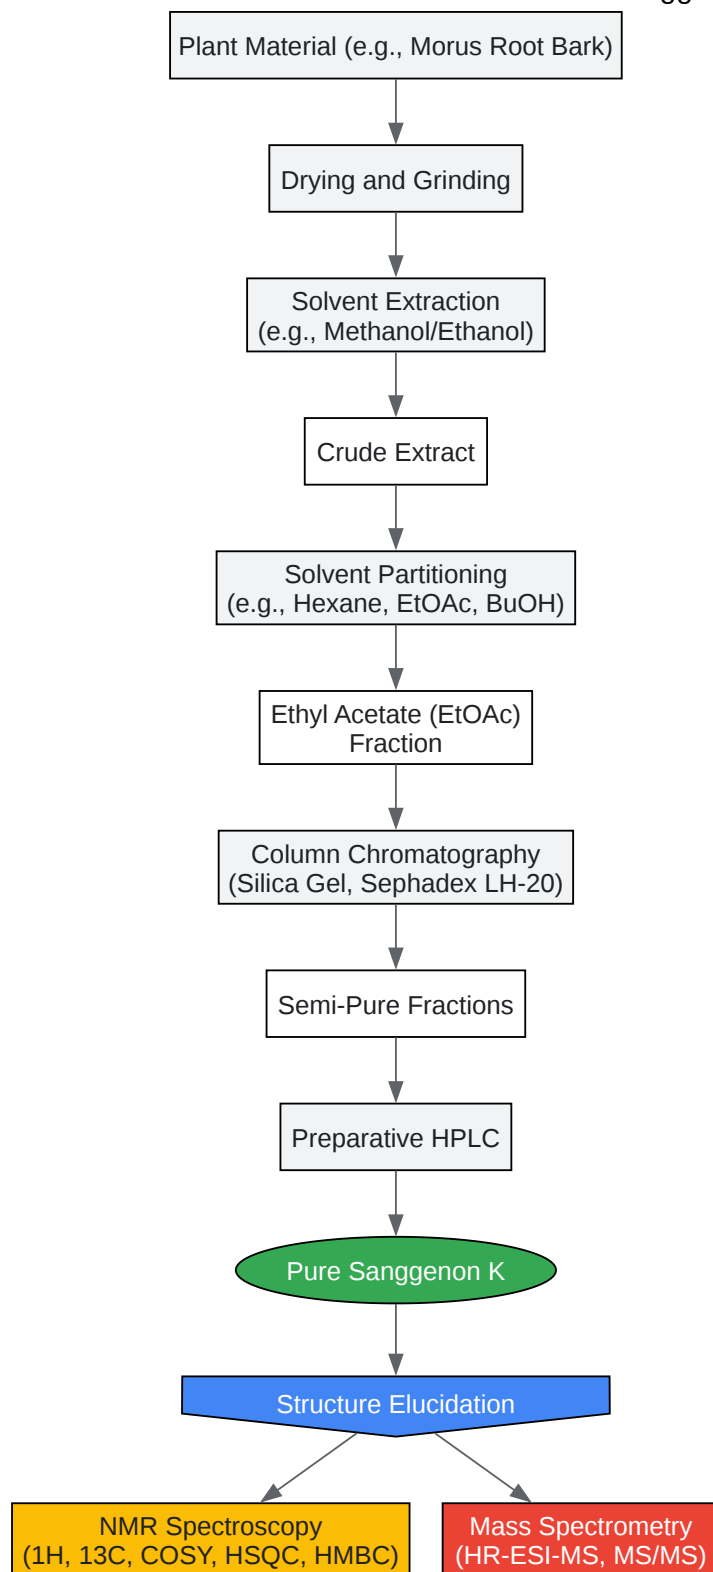 Plant Material (e.g., Morus Root Bark)
Drying and Grinding
Solvent Extraction
(e.g., Methanol/Ethanol)
Crude Extract
Solvent Partitioning
(e.g., Hexane, EtOAc, BuOH)
Ethyl Acetate (EtOAc)
Fraction
Column Chromatography
(Silica Gel, Sephadex LH-20)
Semi-Pure Fractions
Preparative HPLC
Pure Sanggenon K
Structure Elucidation
NMR Spectroscopy
(1H, 13C, COSY, HSQC, HMBC)
Mass Spectrometry
(HR-ESI-MS, MS/MS)